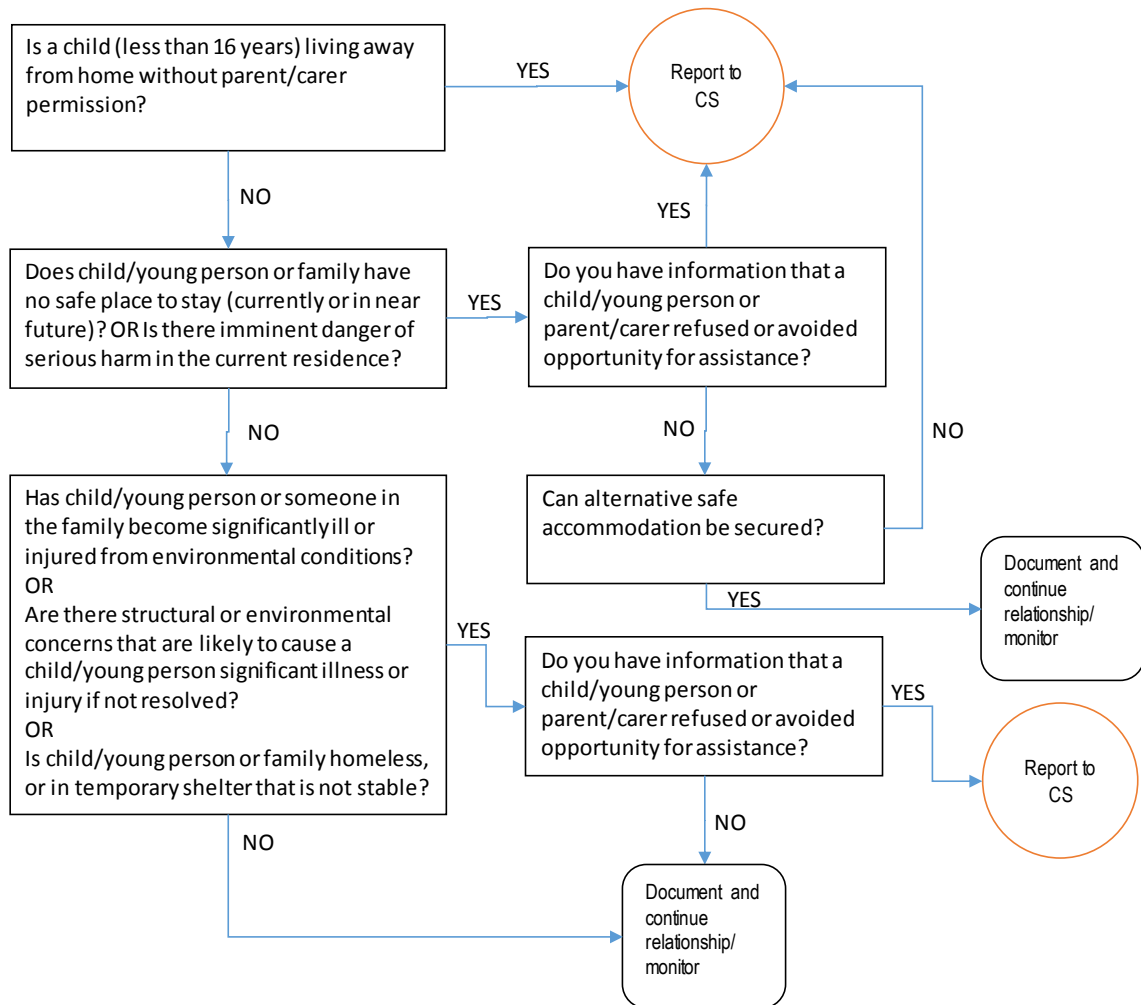 Is a child (less than 16 years) living away
from home without parent/carer
permission?
YES
Report to
CS
NO
YES
Does child/young person or family have
no safe place to stay (currently or in near
future)? OR Is there imminent danger of
serious harm in the current residence?
YES
Do you have information that a
child/young person or
parent/carer refused or avoided
opportunity for assistance?
NO
NO
NO
Has child/young person or someone in
the family become significantly ill or
injured from environmental conditions?
OR
Are there structural or environmental
concerns that are likely to cause a
child/young person significant illness or
injury if not resolved?
OR
Is child/young person or family homeless,
or in temporary shelter that is not stable?
Can alternative safe
accommodation be secured?
YES
Document and
continue
relationship/
monitor
YES
Do you have information that a
child/young person or
parent/carer refused or avoided
opportunity for assistance?
YES
Report to
CS
NO
NO
Document and
continue
relationship/
monitor